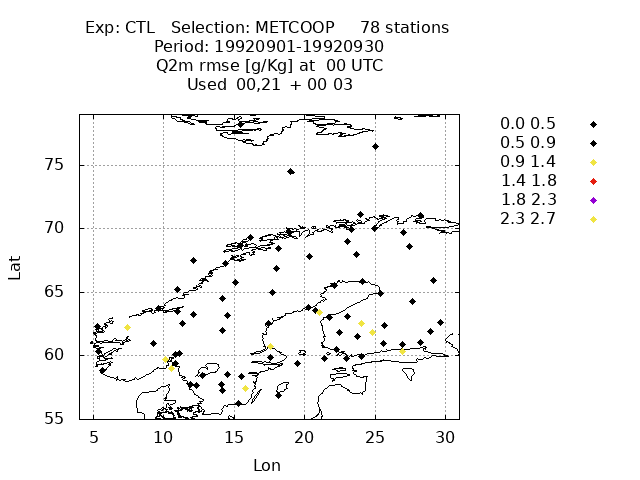 Exp: CTL Selection: METCOOP 78 stations
Period: 19920901-19920930
Q2m rmse [g/Kg] at 00 UTC
Used 00,21 + 00 03
0.0 0.5
0.5 0.9
0.9 1.4
1.4 1.8
1.8 2.3
2.3 2.7
75
70
65
60
55
Lat
5 10 15 20 25 30
Lon